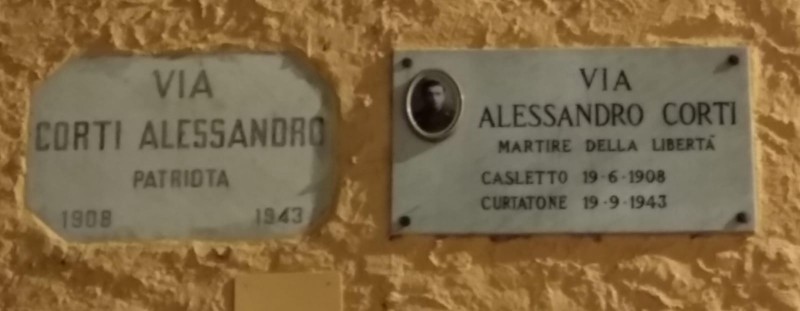 VIA
CORTI ALESSANDRO
PATRIOTA
1908 1943
VIA
ALESSANDRO CORTI
MARTIRE DELLA LIBERTÁ
CASLETTO 19-6-1908
CURTATONE 19-9-1943